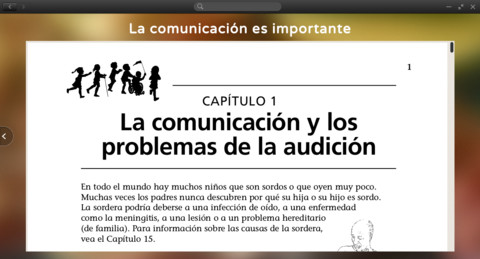 La comunicación es importante
1
CAPÍTULO 1
La comunicación y los
problemas de la audición
En todo el mundo hay muchos niños que son sordos o que oyen muy poco.
Muchas veces los padres nunca descubren por qué su hija o su hijo es sordo.
La sordera podría deberse a una infección de oído, a una enfermedad
como la meningitis, a una lesión o a un problema hereditario
(de familia). Para información sobre las causas de la sordera,
vea el Capítulo 15.